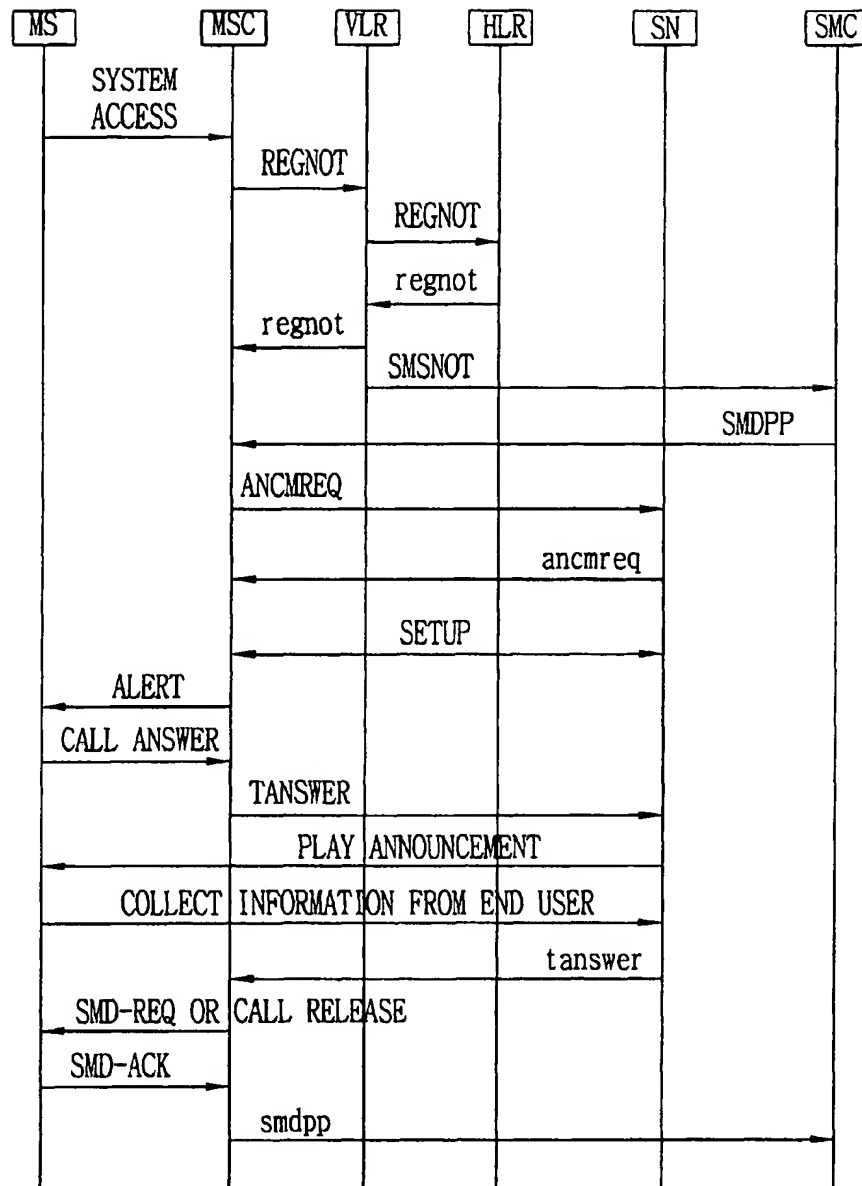 MS MSC VLR HLR SN SMC
SYSTEM
ACCESS
REGNOT
REGNOT
regnot
regnot
SMSNOT
SMDPP
ANCMREQ
ancmreq
SETUP
ALERT
CALL ANSWER
TANSWER
PLAY ANNOUNCEMENT
COLLECT INFORMATION FROM END USER
tanswer
SMD-REQ OR CALL RELEASE
SMD-ACK
smdpp